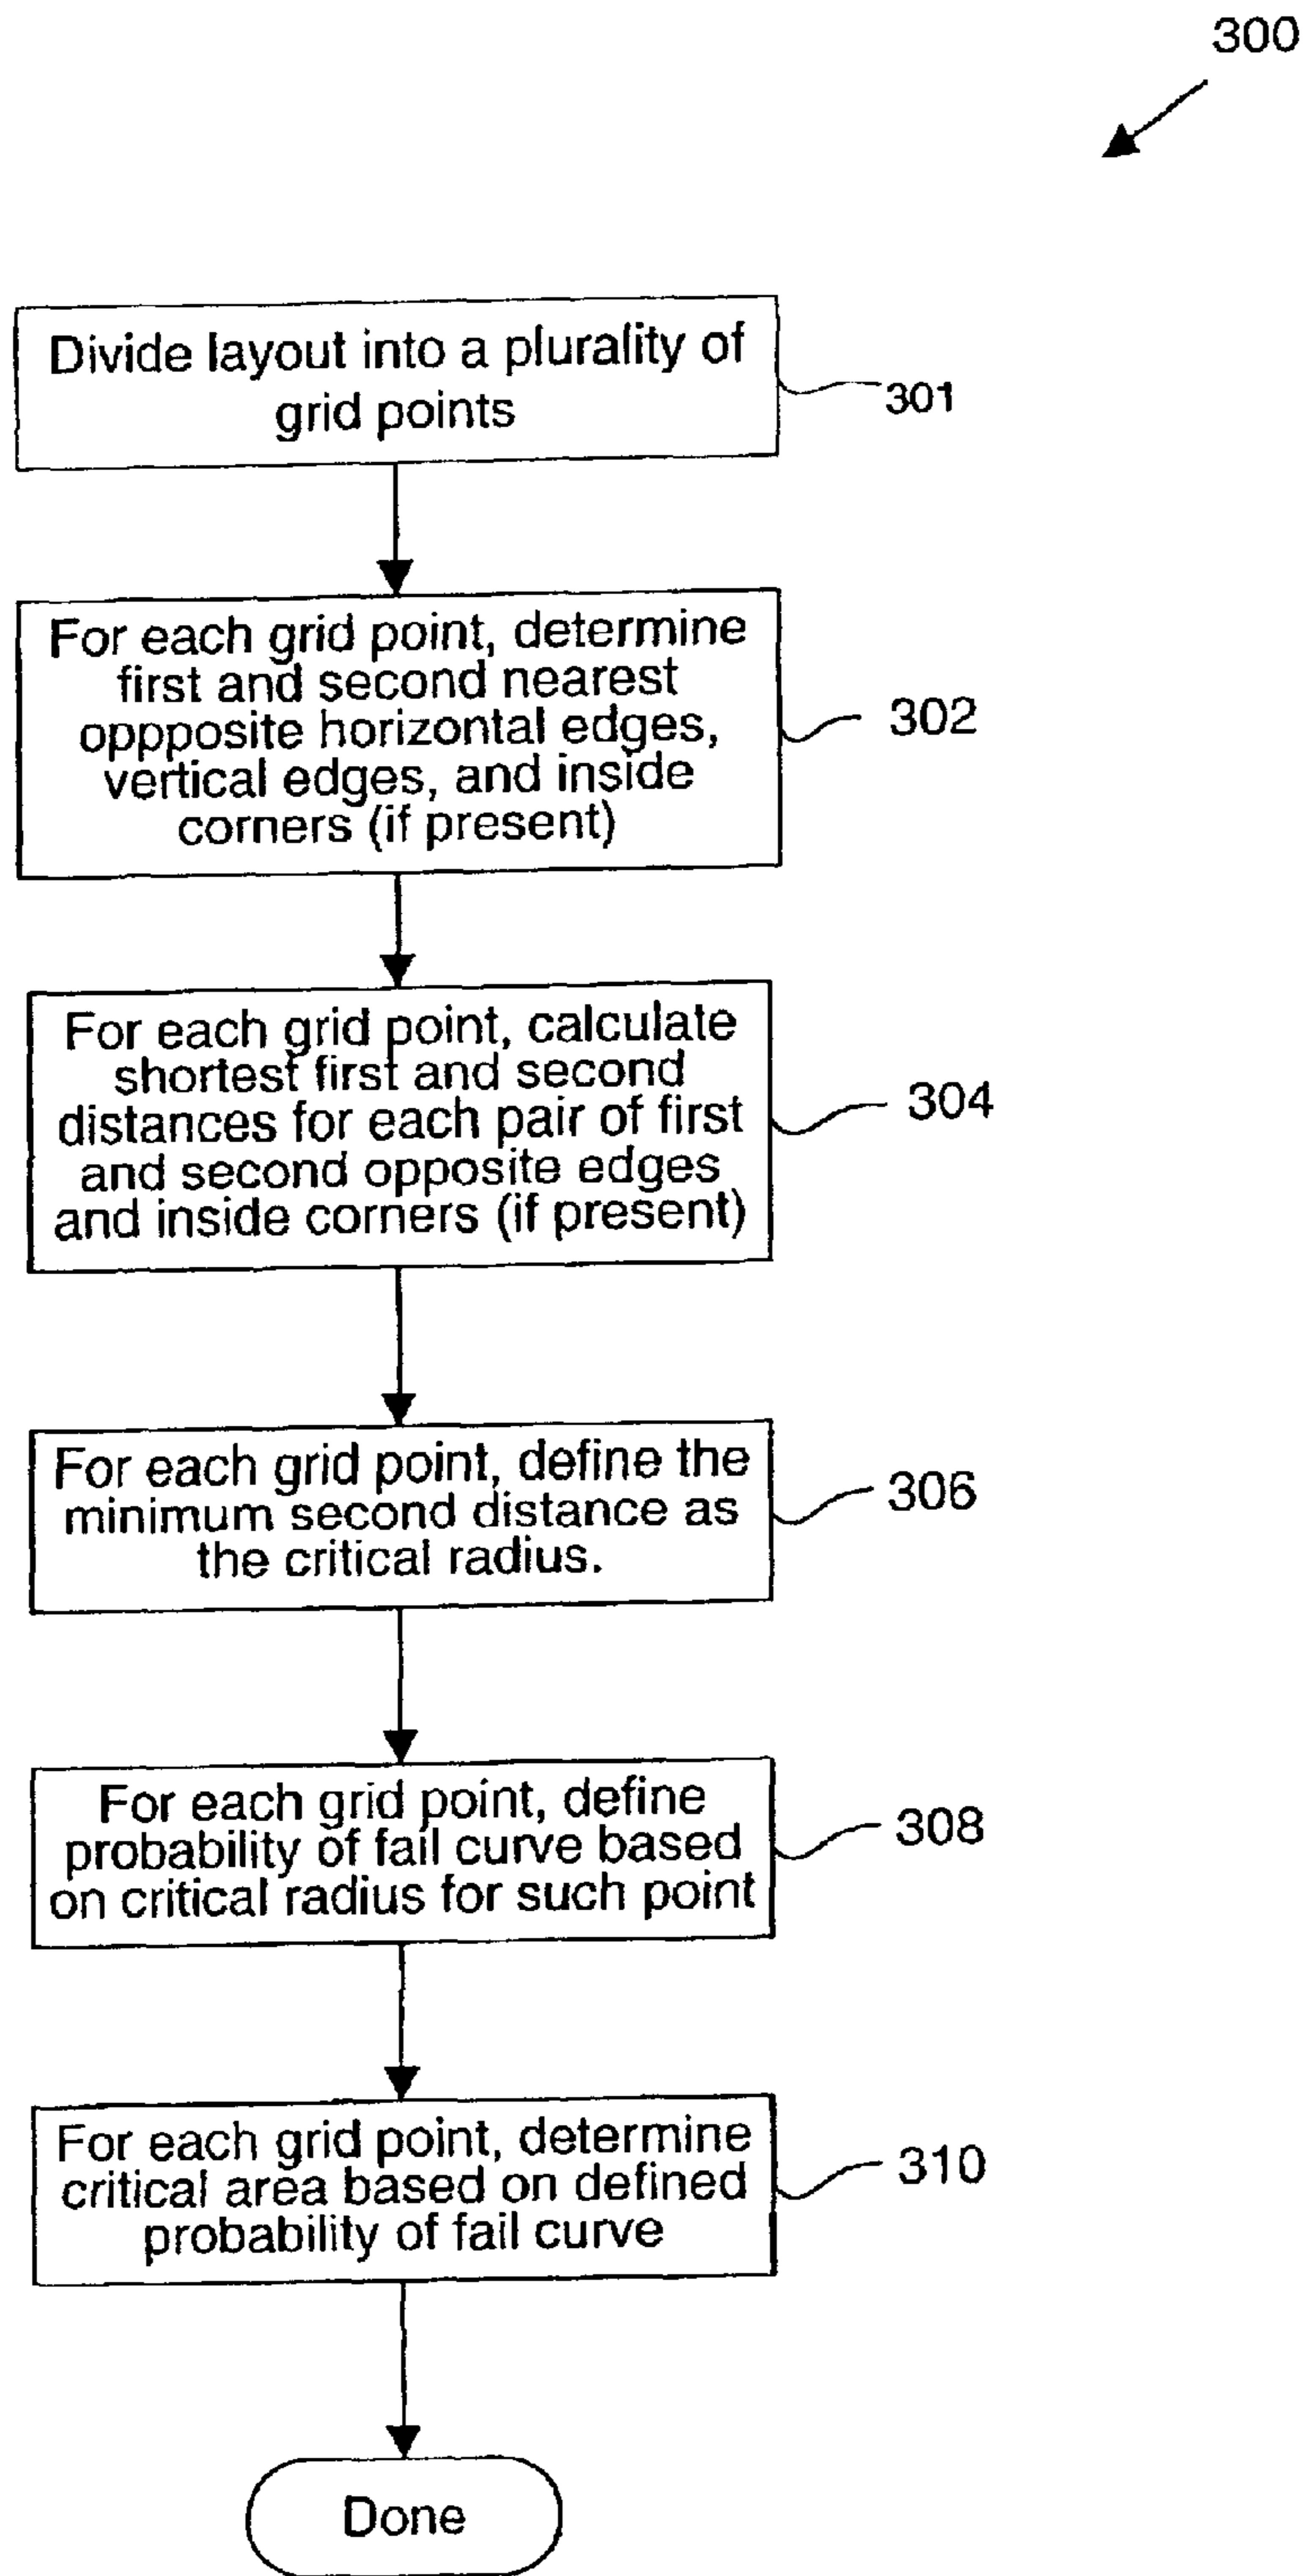 300
Divide layout into a plurality of
grid points
301
For each grid point, determine
first and second nearest
oppposite horizontal edges,
vertical edges, and inside
corners (if present)
302
For each grid point, calculate
shortest first and second
distances for each pair of first
and second opposite edges
and inside corners (if present)
304
For each grid point, define the
minimum second distance as
the critical radius.
306
For each grid point, define
probability of fail curve based
on critical radius for such point
308
For each grid point, determine
critical area based on defined
probability of fail curve
310
Done